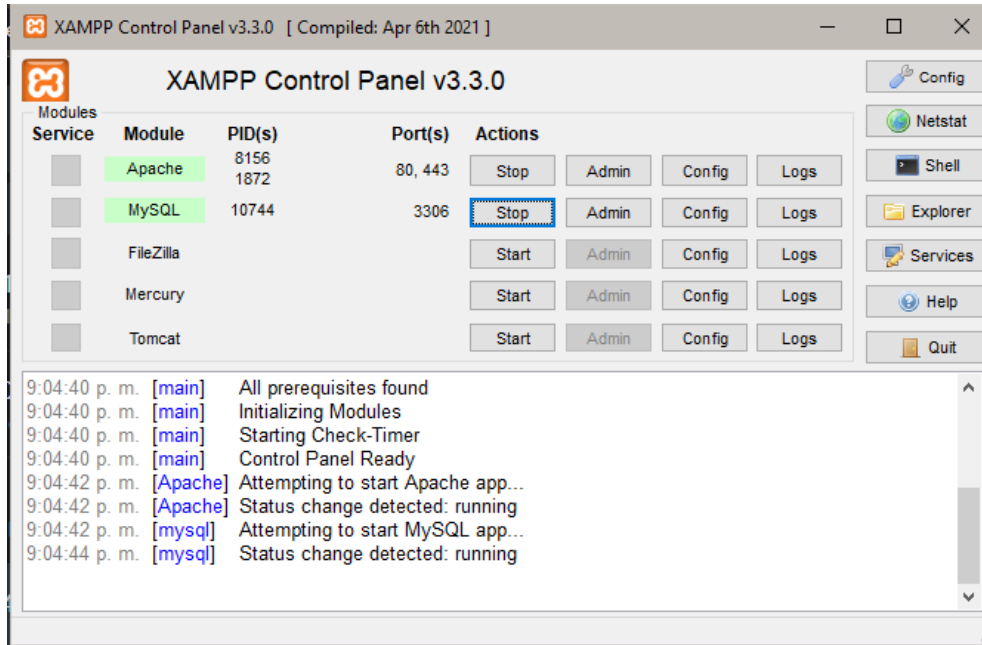 XAMPP Control Panel v3.3.0 [ Compiled: Apr 6th 2021 ]
XAMPP Control Panel v3.3.0
Config
Modules
Service Module PID(s) Port(s) Actions
Netstat
Apache 8156 1872 80, 443 Stop Admin Config Logs
Shell
MySQL 10744 3306 Stop Admin Config Logs
Explorer
FileZilla Start Admin Config Logs
Services
Mercury Start Admin Config Logs
Help
Tomcat Start Admin Config Logs
Quit
9:04:40 p. m. [main] All prerequisites found
9:04:40 p. m. [main] Initializing Modules
9:04:40 p. m. [main] Starting Check-Timer
9:04:40 p. m. [main] Control Panel Ready
9:04:42 p. m. [Apache] Attempting to start Apache app...
9:04:42 p. m. [Apache] Status change detected: running
9:04:42 p. m. [mysql] Attempting to start MySQL app...
9:04:44 p. m. [mysql] Status change detected: running